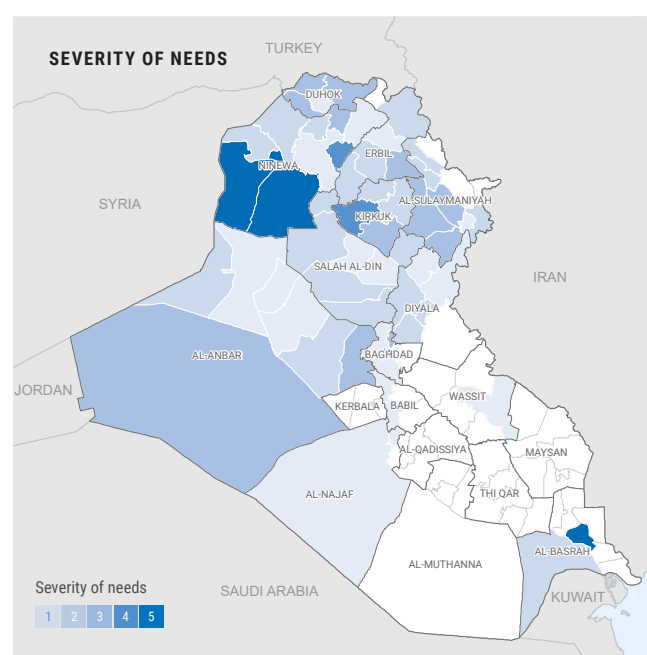 TURKEY
SEVERITY OF NEEDS
DUHOK
ERBIL
NINEWA
AL-SULAYMANIYAH
SYRIA
KIRKUK
SALAH AL-DIN
IRAN
DIYALA
AL-ANBAR
BAGHDAD
JORDAN
WASSIT
KERBALA
BABIL
AL-QADISSIYA
MAYSAN
AL-NAJAF
THI QAR
AL-BASRAH
AL-MUTHANNA
Severity of needs
SAUDI ARABIA
KUWAIT
1 2 3 4 5